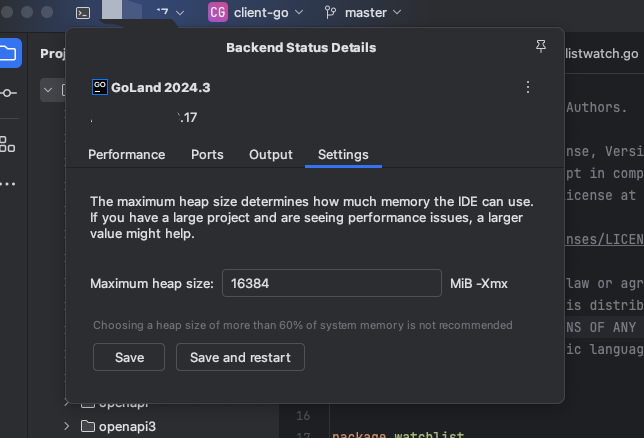 CG client-go
master
Proj
Backend Status Details
listwatch.go
GO GoLand 2024.3
.17
Performance Ports Output Settings
The maximum heap size determines how much memory the IDE can use.
If you have a large project and are seeing performance issues, a larger
value might help.
Maximum heap size: 16384 MiB -Xmx
Choosing a heap size of more than 60% of system memory is not recommended
Save Save and restart
Authors.
nse, Versi
pt in comp
icense at
nses/LICEN
law or agr
is distrib
NS OF ANY
ic languag
openapi
openapi3
16
17 package watchlist